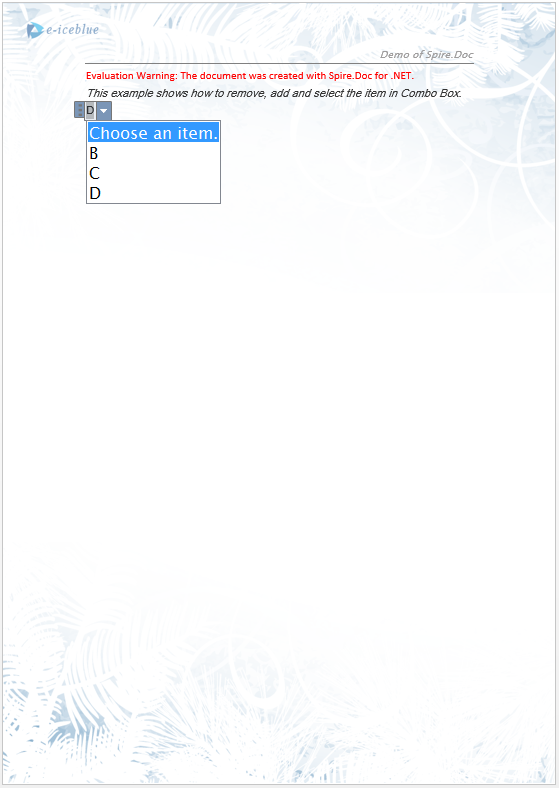 e-iceblue
Demo of Spire.Doc
Evaluation Warning: The document was created with Spire.Doc for .NET.
This example shows how to remove, add and select the item in Combo Box.
D
Choose an item.
B
C
D